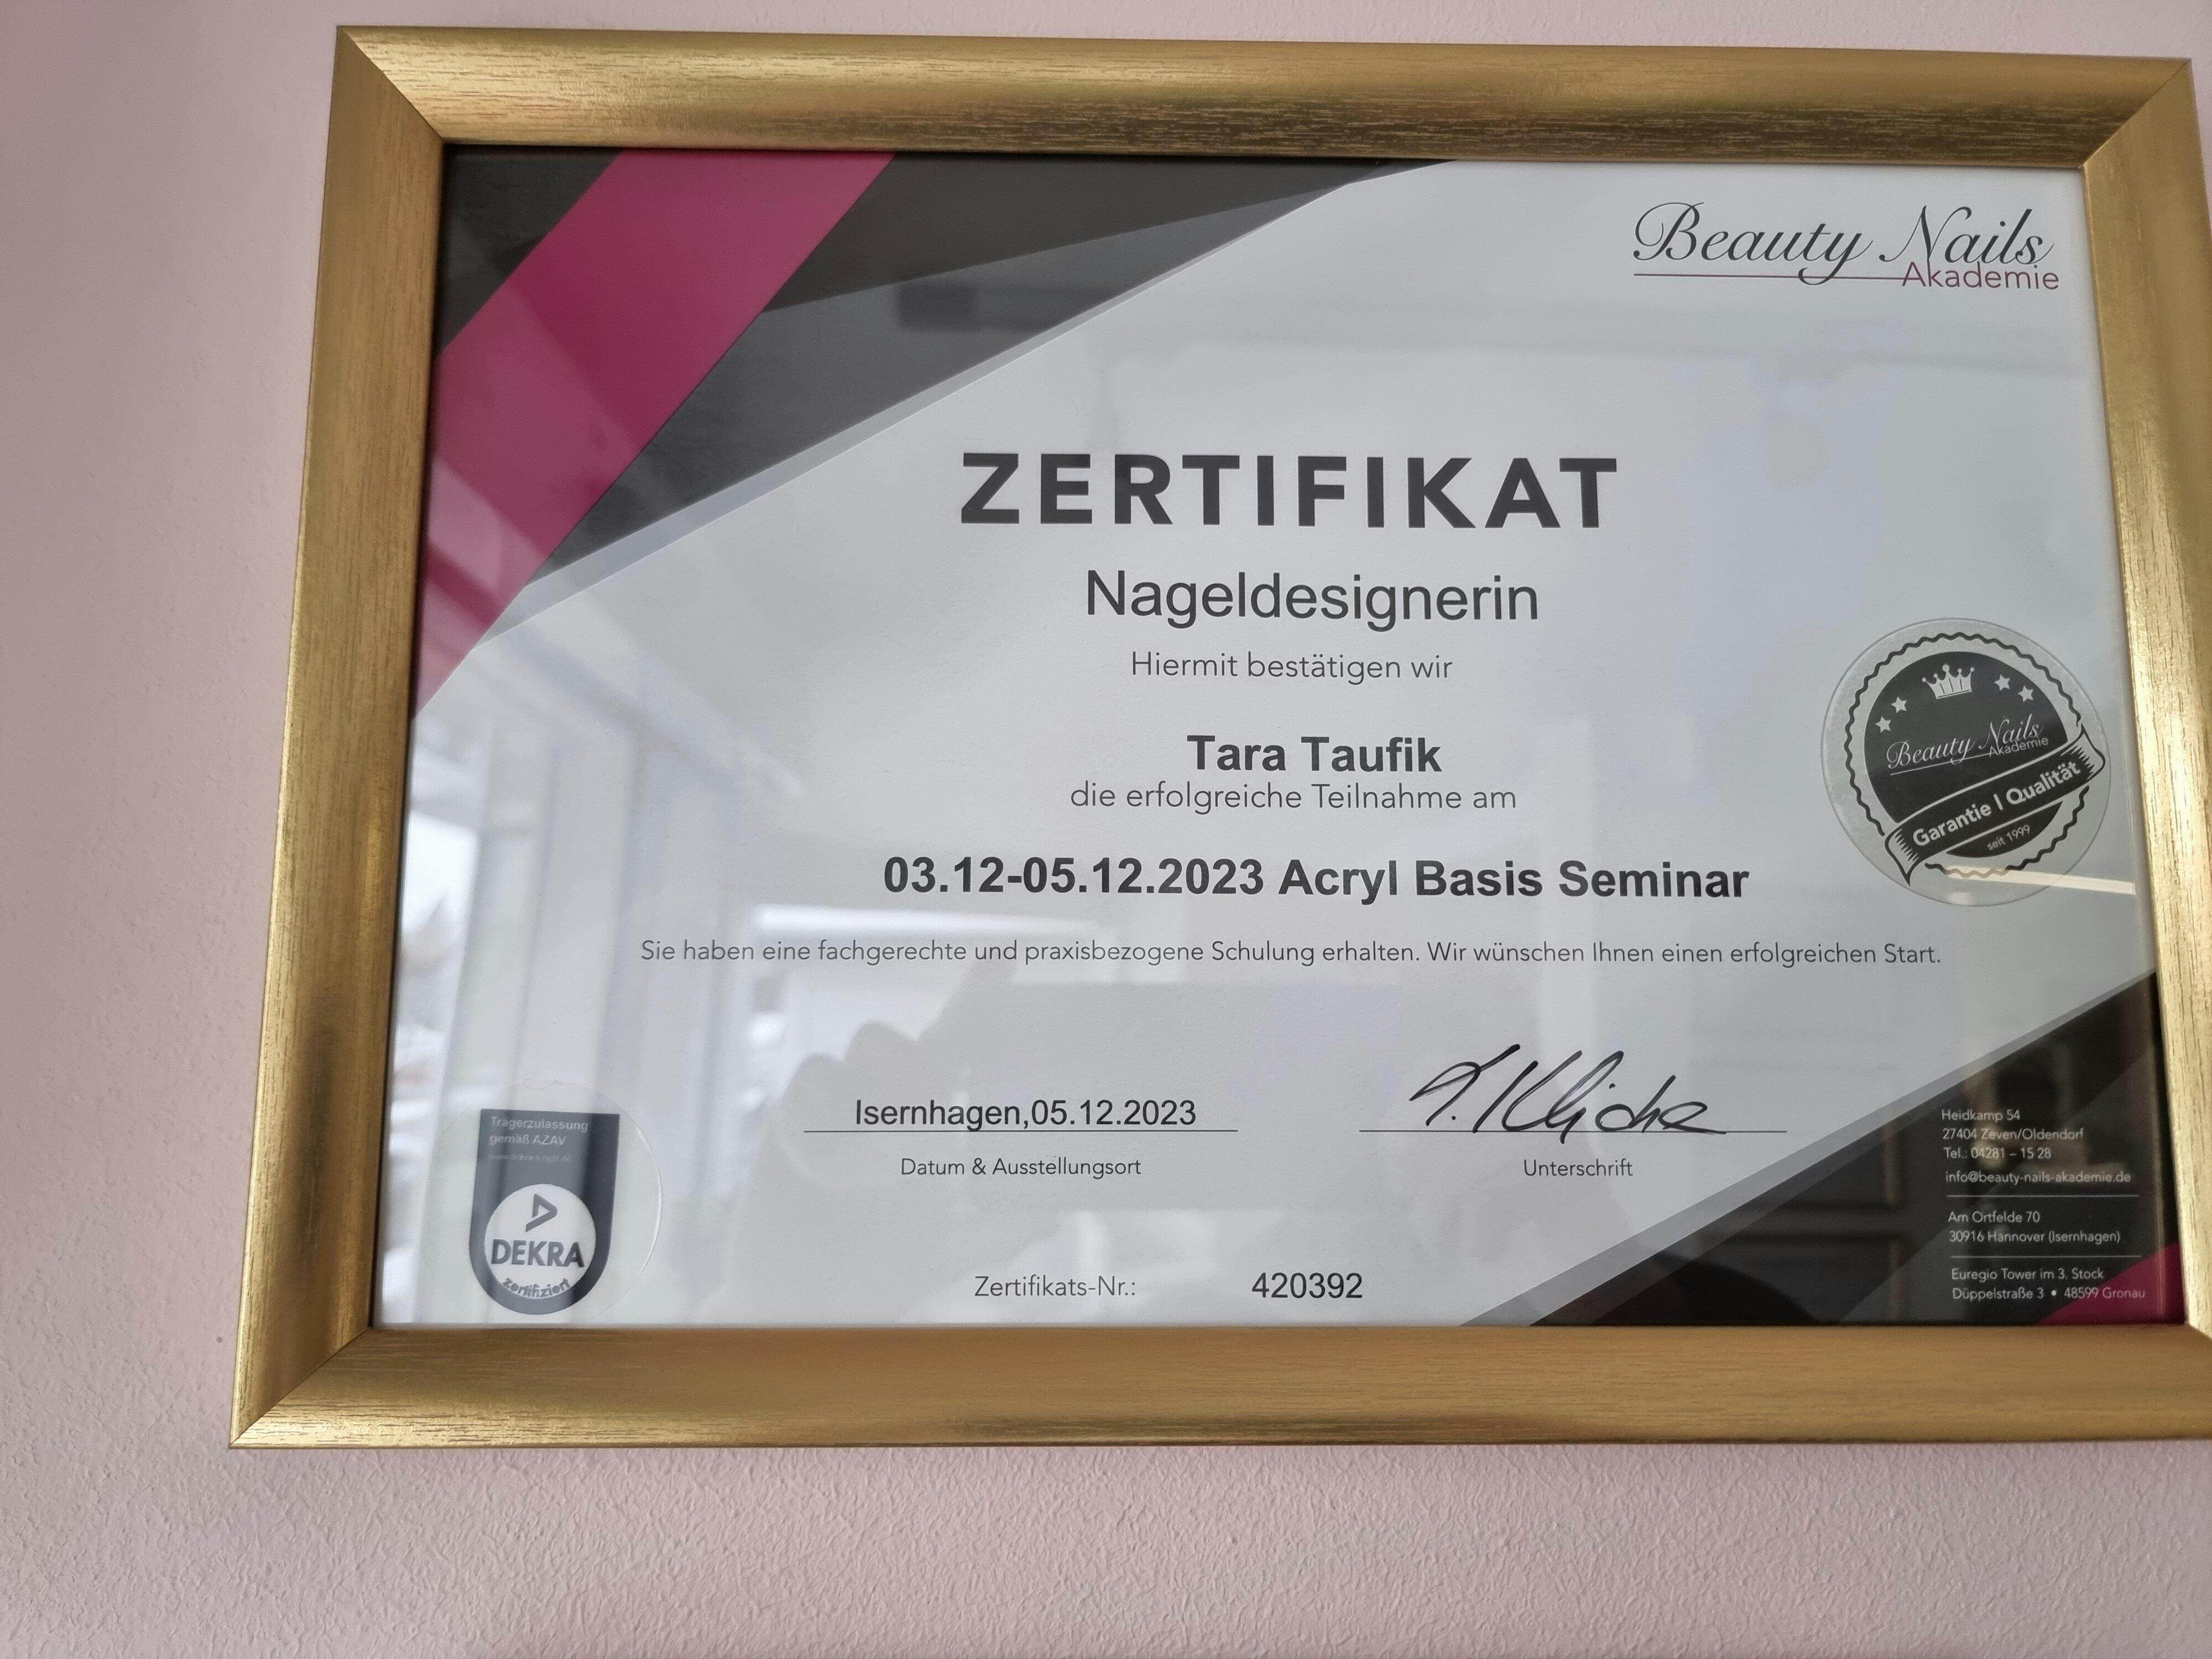 Beauty Nails
Akademie
ZERTIFIKAT
Nageldesignerin
Hiermit bestätigen wir
Tara Taufik
die erfolgreiche Teilnahme am
03.12-05.12.2023 Acryl Basis Seminar
Sie haben eine fachgerechte und praxisbezogene Schulung erhalten. Wir wünschen Ihnen einen erfolgreichen Start.
Beauty Nails
Akademie
Garantie | Qualität
seit 1999
Isernhagen,05.12.2023
Datum & Ausstellungsort
Unterschrift
Zertifikats-Nr.: 420392
Trägerzulassung
gemäß AZAV
DEKRA
zertifiziert
Heidkamp 54
27404 Zeven/Oldendorf
Tel.: 04281 – 15 28
info@beauty-nails-akademie.de
Am Ortfelde 70
30916 Hannover (Isernhagen)
Euregio Tower im 3. Stock
Düppelstraße 3 • 48599 Gronau